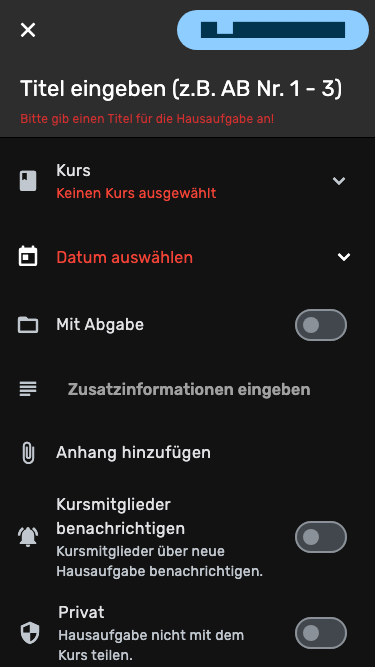 Titel eingeben (z.B. AB Nr. 1 - 3)
Bitte gib einen Titel für die Hausaufgabe an!
Kurs
Keinen Kurs ausgewählt
Datum auswählen
Mit Abgabe
Zusatzinformationen eingeben
Anhang hinzufügen
Kursmitglieder
benachrichtigen
Kursmitglieder über neue
Hausaufgabe benachrichtigen.
Privat
Hausaufgabe nicht mit dem
Kurs teilen.